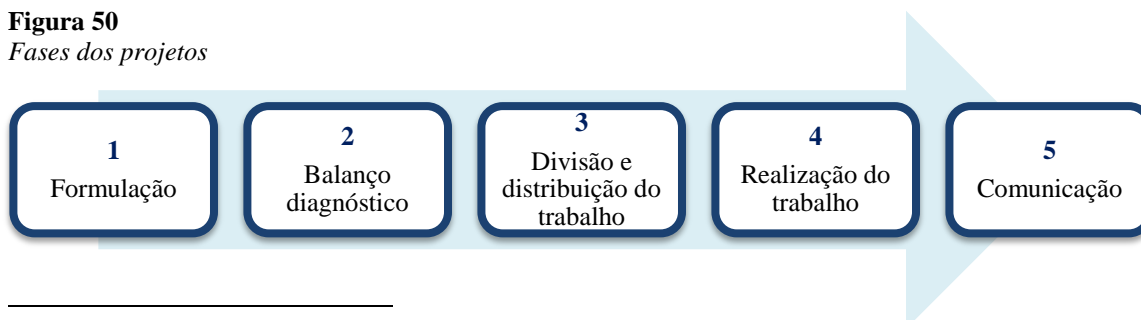 Figura 50
Fases dos projetos
1
Formulação
2
Balanço
diagnóstico
3
Divisão e
distribuição do
trabalho
4
Realização do
trabalho
5
Comunicação